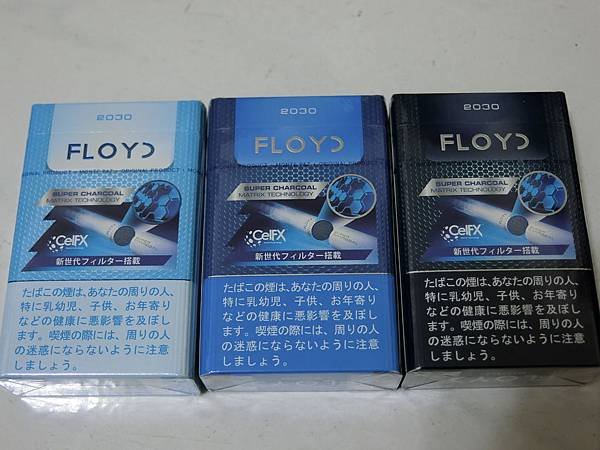 2030
FLOYD
ORIGINAL PRODUCT
SUPER CHARCOAL
MATRIX TECHNOLOGY
CelFX
新世代フィルター搭載
たばこの煙は、あなたの周りの人、
特に乳幼児、子供、お年寄り
などの健康に悪影響を及ぼし
ます。喫煙の際には、周りの人
の迷惑にならないように注意
しましょう。
2030
FLOYD
SUPER CHARCOAL
MATRIX TECHNOLOGY
CelFX
新世代フィルター搭載
たばこの煙は、あなたの周りの人、
特に乳幼児、子供、お年寄り
などの健康に悪影響を及ぼし
ます。喫煙の際には、周りの人
の迷惑にならないように注意
しましょう。
2030
FLOYD
SUPER CHARCOAL
MATRIX TECHNOLOGY
CelFX
新世代フィルター搭載
たばこの煙は、あなたの周りの人、
特に乳幼児、子供、お年寄り
などの健康に悪影響を及ぼし
ます。喫煙の際には、周りの人
の迷惑にならないように注意
しましょう。